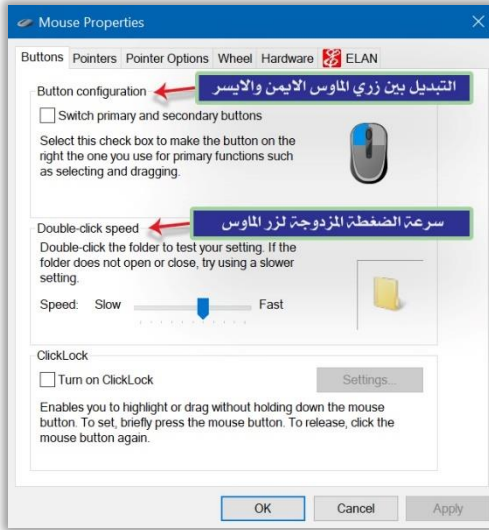 Mouse Properties
Buttons Pointers Pointer Options Wheel Hardware ELAN
Button configuration
التبديل بين زري الماوس الايمن والايسر
Switch primary and secondary buttons
Select this check box to make the button on the
right the one you use for primary functions such
as selecting and dragging.
Double-click speed
سرعة الضغطة المزدوجة لزر الماوس
Double-click the folder to test your setting. If the
folder does not open or close, try using a slower
setting.
Speed: Slow Fast
ClickLock
Turn on ClickLock
Settings...
Enables you to highlight or drag without holding down the mouse
button. To set, briefly press the mouse button. To release, click the
mouse button again.
OK Cancel Apply